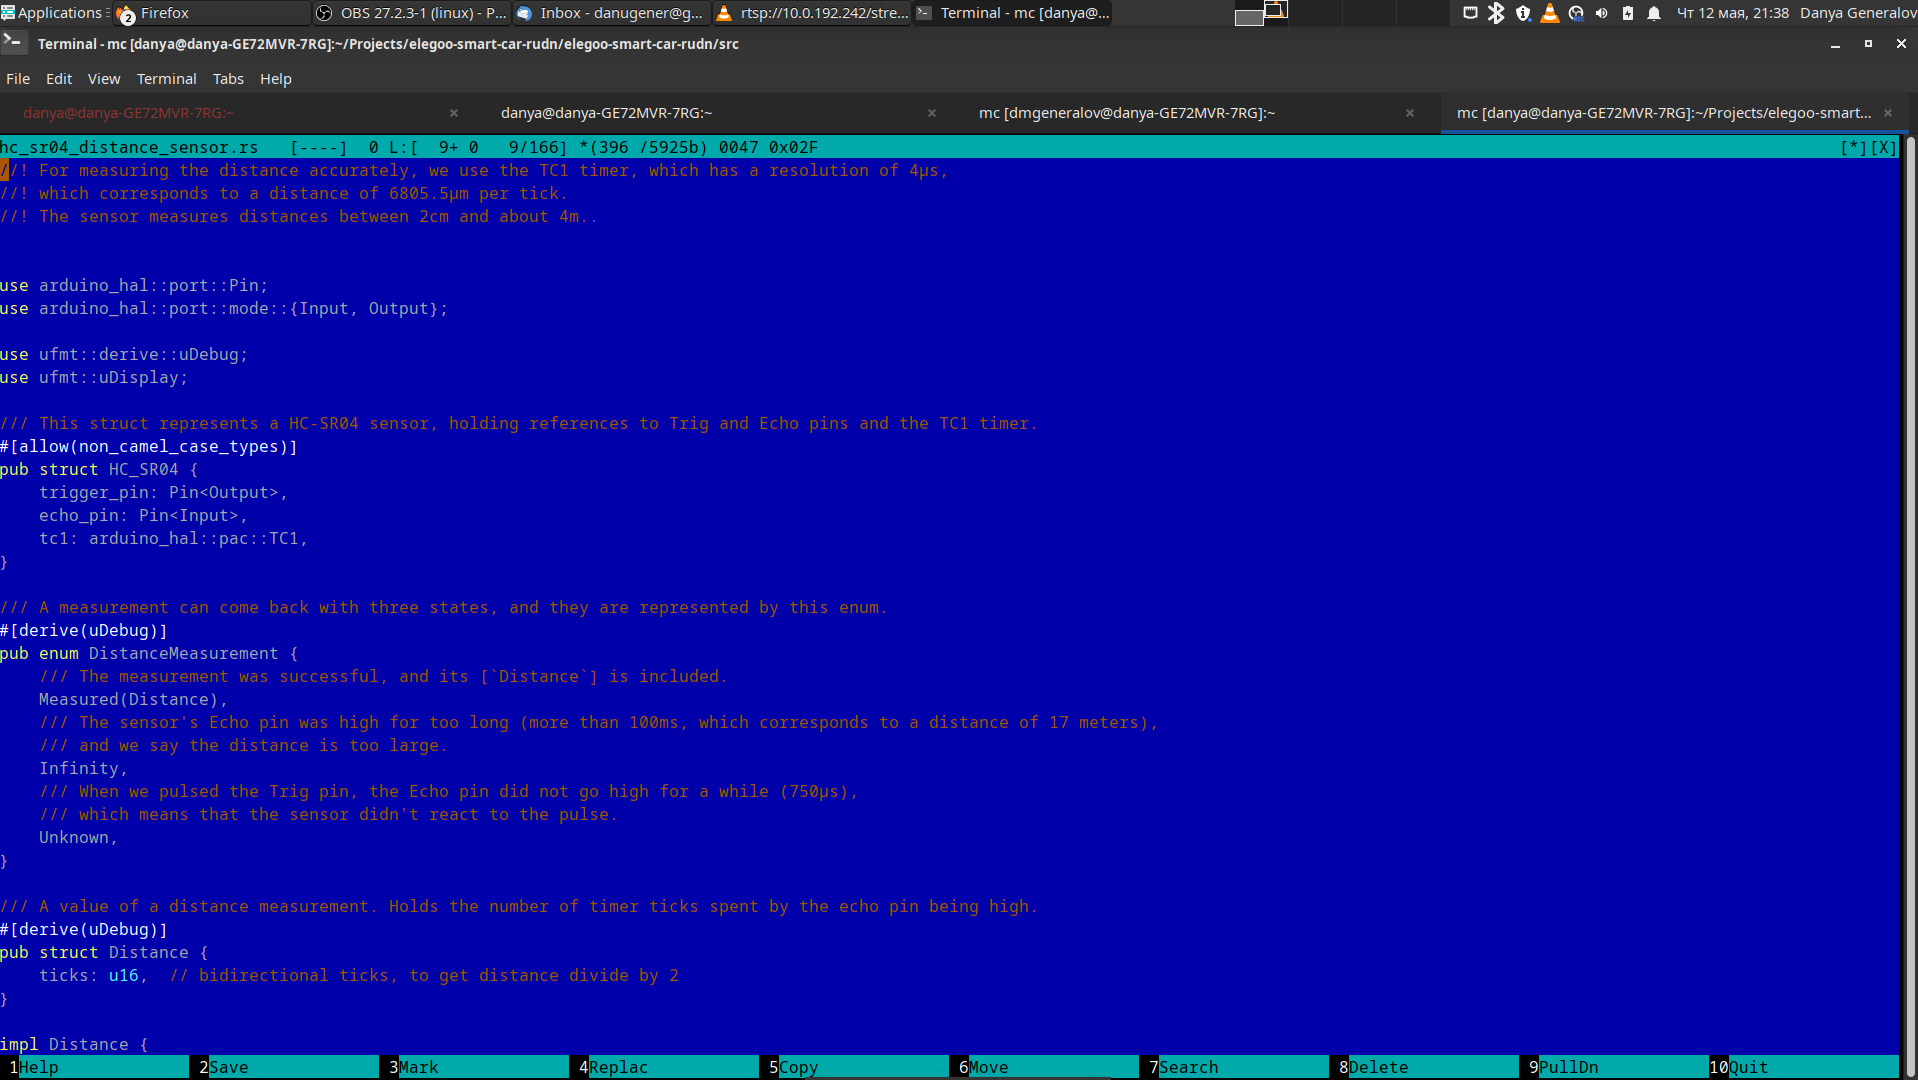 Applications
2
Firefox
OBS 27.2.3-1 (linux) - P...
Inbox - danugener@g...
rtsp://10.0.192.242/stre...
Terminal - mc [danya@...
Чт 12 мая, 21:38
Danya Generalov
Terminal - mc [danya@danya-GE72MVR-7RG]:~/Projects/elegoo-smart-car-rudn/elegoo-smart-car-rudn/src
File Edit View Terminal Tabs Help
danya@danya-GE72MVR-7RG:~ ×
danya@danya-GE72MVR-7RG:~ ×
mc [dmgeneralov@danya-GE72MVR-7RG]:~ ×
mc [danya@danya-GE72MVR-7RG]:~/Projects/elegoo-smart... ×
hc_sr04_distance_sensor.rs   [----]  0 L:[  9+ 0   9/166] *(396 /5925b) 0047 0x02F [*][X]
//! For measuring the distance accurately, we use the TC1 timer, which has a resolution of 4µs,
//! which corresponds to a distance of 6805.5µm per tick.
//! The sensor measures distances between 2cm and about 4m..
use arduino_hal::port::Pin;
use arduino_hal::port::mode::{Input, Output};
use ufmt::derive::uDebug;
use ufmt::uDisplay;
/// This struct represents a HC-SR04 sensor, holding references to Trig and Echo pins and the TC1 timer.
#[allow(non_camel_case_types)]
pub struct HC_SR04 {
    trigger_pin: Pin<Output>,
    echo_pin: Pin<Input>,
    tc1: arduino_hal::pac::TC1,
}
/// A measurement can come back with three states, and they are represented by this enum.
#[derive(uDebug)]
pub enum DistanceMeasurement {
    /// The measurement was successful, and its [`Distance`] is included.
    Measured(Distance),
    /// The sensor's Echo pin was high for too long (more than 100ms, which corresponds to a distance of 17 meters),
    /// and we say the distance is too large.
    Infinity,
    /// When we pulsed the Trig pin, the Echo pin did not go high for a while (750µs),
    /// which means that the sensor didn't react to the pulse.
    Unknown,
}
/// A value of a distance measurement. Holds the number of timer ticks spent by the echo pin being high.
#[derive(uDebug)]
pub struct Distance {
    ticks: u16,  // bidirectional ticks, to get distance divide by 2
}
impl Distance {
1Help 2Save 3Mark 4Replac 5Copy 6Move 7Search 8Delete 9PullDn 10Quit